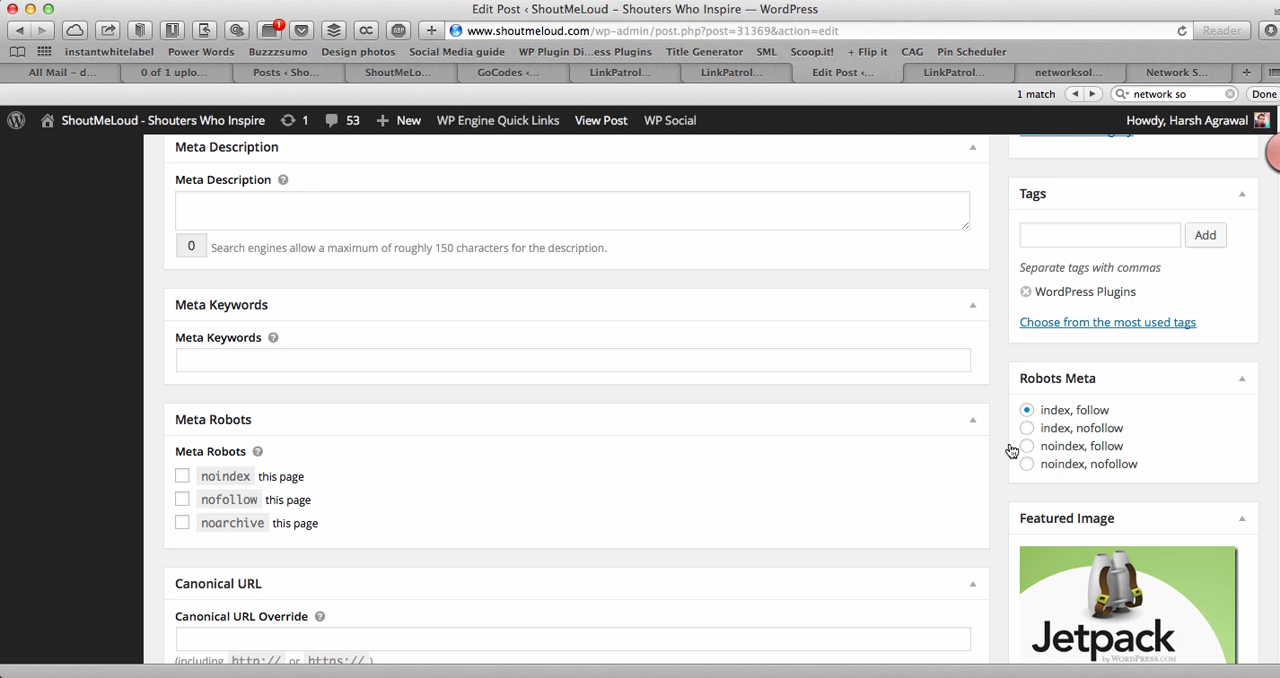 Edit Post ‹ ShoutMeLoud – Shouters Who Inspire — WordPress
1
www.shoutmeloud.com/wp-admin/post.php?post=31369&action=edit
Reader
instantwhitelabel Power Words Buzzzsumo Design photos Social Media guide WP Plugin Di...ess Plugins Title Generator SML Scoop.it! + Flip it CAG Pin Scheduler
All Mail – d... 0 of 1 uplo... Posts ‹ Sho... ShoutMeLo... GoCodes ‹... LinkPatrol... LinkPatrol... Edit Post ‹... LinkPatrol... networksol... Network S...
1 match network so Done
ShoutMeLoud - Shouters Who Inspire 1 53 + New WP Engine Quick Links View Post WP Social Howdy, Harsh Agrawal
Meta Description
Meta Description ?
0 Search engines allow a maximum of roughly 150 characters for the description.
Meta Keywords
Meta Keywords ?
Meta Robots
Meta Robots ?
noindex this page
nofollow this page
noarchive this page
Canonical URL
Canonical URL Override ?
(including http:// or https:// )
Tags
Add
Separate tags with commas
WordPress Plugins
Choose from the most used tags
Robots Meta
index, follow
index, nofollow
noindex, follow
noindex, nofollow
Featured Image
Jetpack
by WORDPRESS.COM